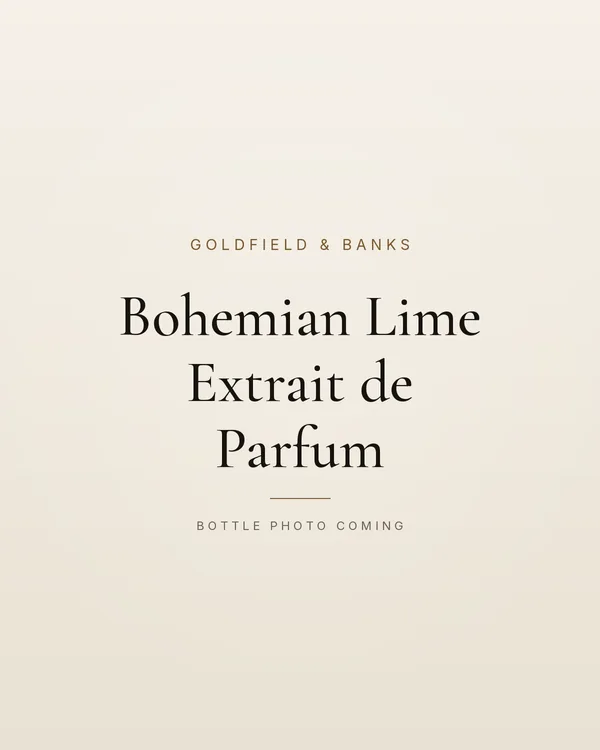 GOLDFIELD & BANKS
Bohemian Lime
Extrait de
Parfum
BOTTLE PHOTO COMING